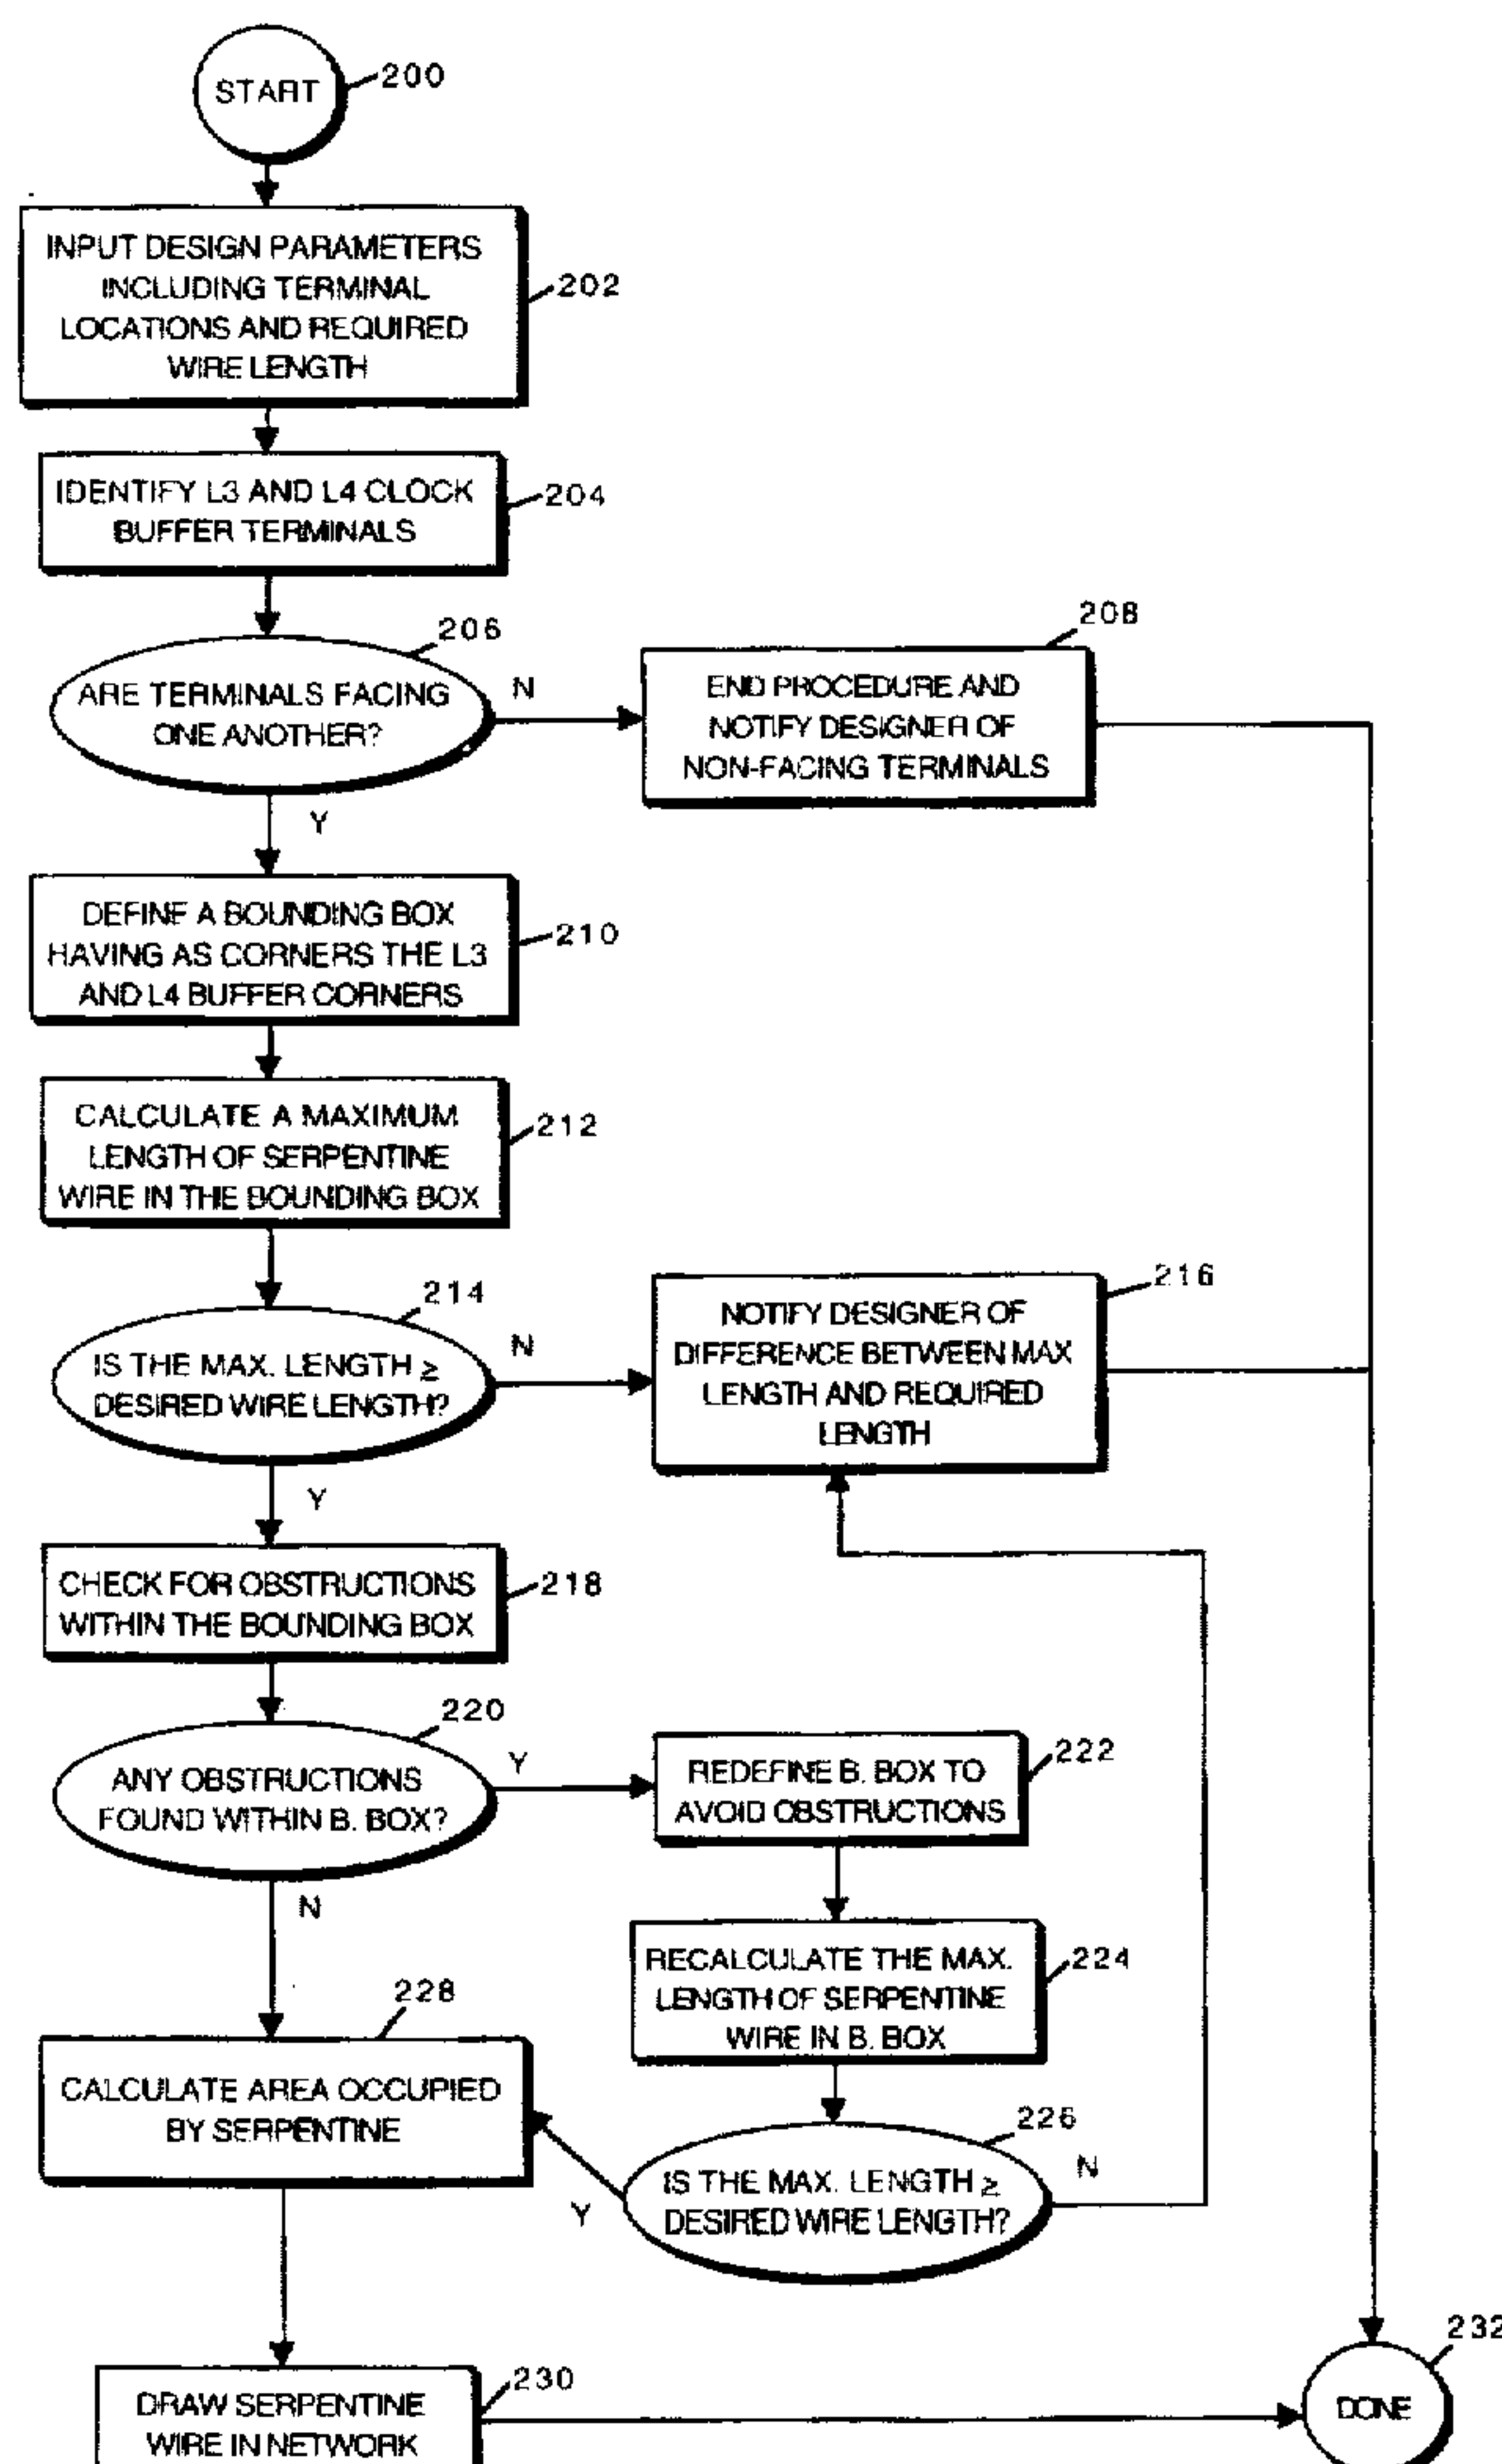 START
200
INPUT DESIGN PARAMETERS
INCLUDING TERMINAL
LOCATIONS AND REQUIRED
WIRE LENGTH
202
IDENTIFY L3 AND L4 CLOCK
BUFFER TERMINALS
204
206
ARE TERMINALS FACING
ONE ANOTHER?
N
Y
208
END PROCEDURE AND
NOTIFY DESIGNER OF
NON-FACING TERMINALS
DEFINE A BOUNDING BOX
HAVING AS CORNERS THE L3
AND L4 BUFFER CORNERS
210
CALCULATE A MAXIMUM
LENGTH OF SERPENTINE
WIRE IN THE BOUNDING BOX
212
214
IS THE MAX. LENGTH ≥
DESIRED WIRE LENGTH?
N
Y
216
NOTIFY DESIGNER OF
DIFFERENCE BETWEEN MAX
LENGTH AND REQUIRED
LENGTH
CHECK FOR OBSTRUCTIONS
WITHIN THE BOUNDING BOX
218
220
ANY OBSTRUCTIONS
FOUND WITHIN B. BOX?
Y
N
REDEFINE B. BOX TO
AVOID OBSTRUCTIONS
222
RECALCULATE THE MAX.
LENGTH OF SERPENTINE
WIRE IN B. BOX
224
226
IS THE MAX. LENGTH ≥
DESIRED WIRE LENGTH?
N
Y
228
CALCULATE AREA OCCUPIED
BY SERPENTINE
DRAW SERPENTINE
WIRE IN NETWORK
230
232
DONE